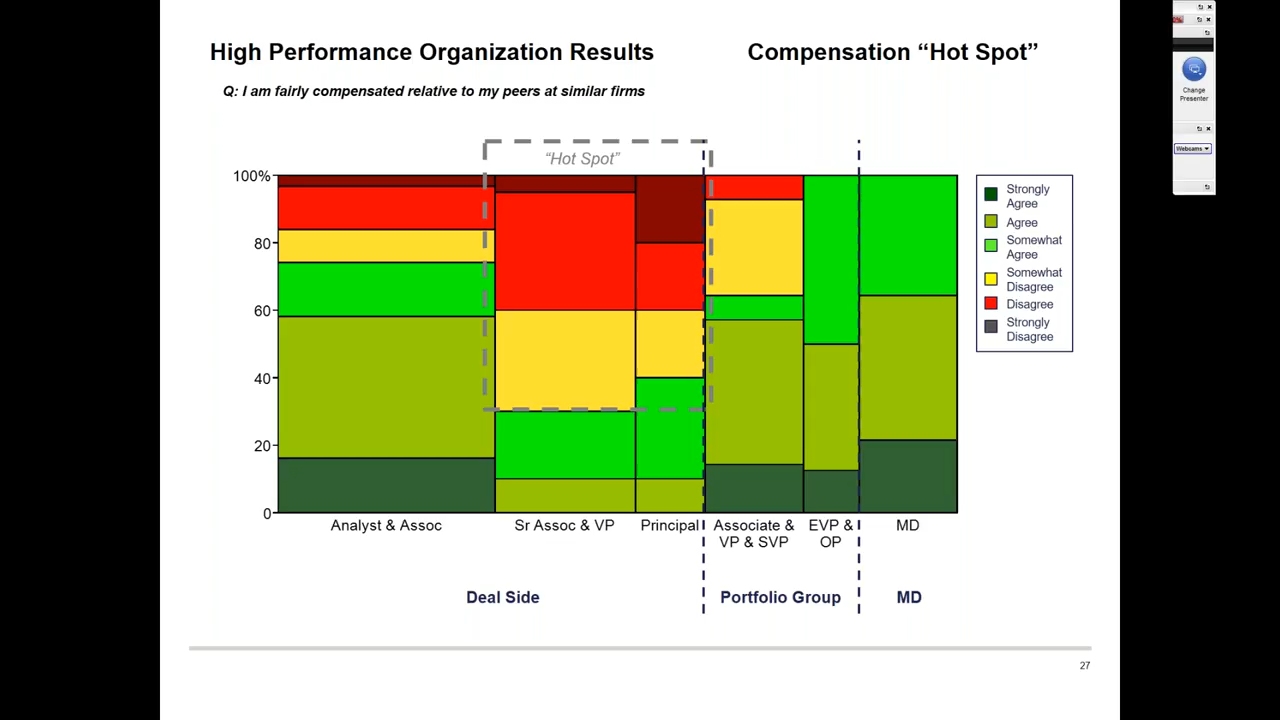 High Performance Organization Results
Compensation “Hot Spot”
Q: I am fairly compensated relative to my peers at similar firms
“Hot Spot”
100%
80
60
40
20
0
Analyst & Assoc
Sr Assoc & VP
Principal
Associate &
VP & SVP
EVP &
OP
MD
Deal Side
Portfolio Group
MD
Strongly
Agree
Agree
Somewhat
Agree
Somewhat
Disagree
Disagree
Strongly
Disagree
27
Change
Presenter
Webcams